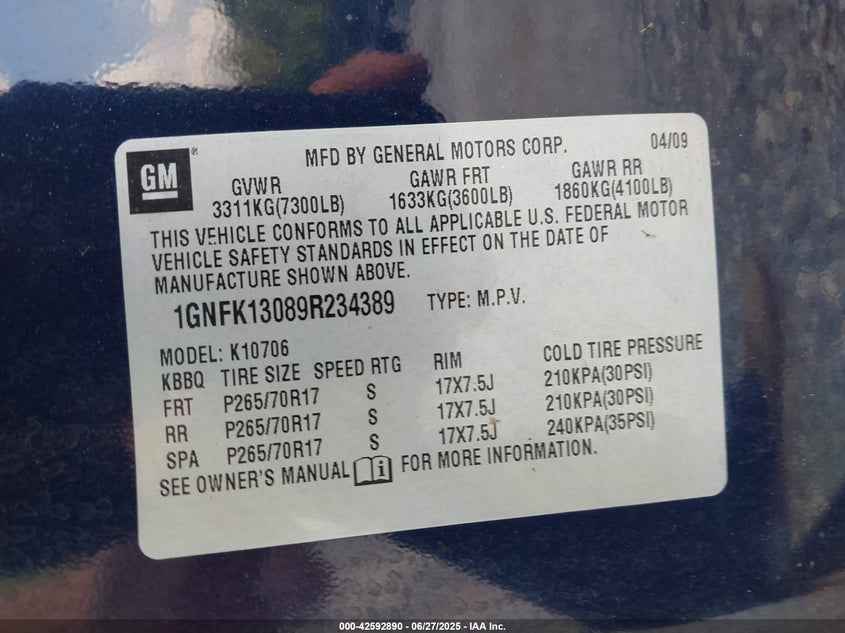 GM®
MFD BY GENERAL MOTORS CORP. 04/09
GVWR GAWR FRT GAWR RR
3311KG(7300LB) 1633KG(3600LB) 1860KG(4100LB)
THIS VEHICLE CONFORMS TO ALL APPLICABLE U.S. FEDERAL MOTOR
VEHICLE SAFETY STANDARDS IN EFFECT ON THE DATE OF
MANUFACTURE SHOWN ABOVE.
1GNFK13089R234389 TYPE: M.P.V.
MODEL: K10706
KBBQ TIRE SIZE SPEED RTG RIM COLD TIRE PRESSURE
FRT P265/70R17 S 17X7.5J 210KPA(30PSI)
RR P265/70R17 S 17X7.5J 210KPA(30PSI)
SPA P265/70R17 S 17X7.5J 240KPA(35PSI)
SEE OWNER'S MANUAL i FOR MORE INFORMATION.
000-42592890 - 06/27/2025 - IAA Inc.